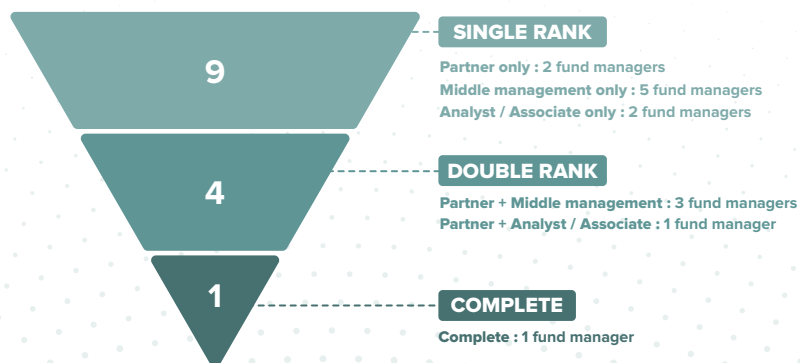 9
SINGLE RANK
Partner only : 2 fund managers
Middle management only : 5 fund managers
Analyst / Associate only : 2 fund managers
4
DOUBLE RANK
Partner + Middle management : 3 fund managers
Partner + Analyst / Associate : 1 fund manager
1
COMPLETE
Complete : 1 fund manager